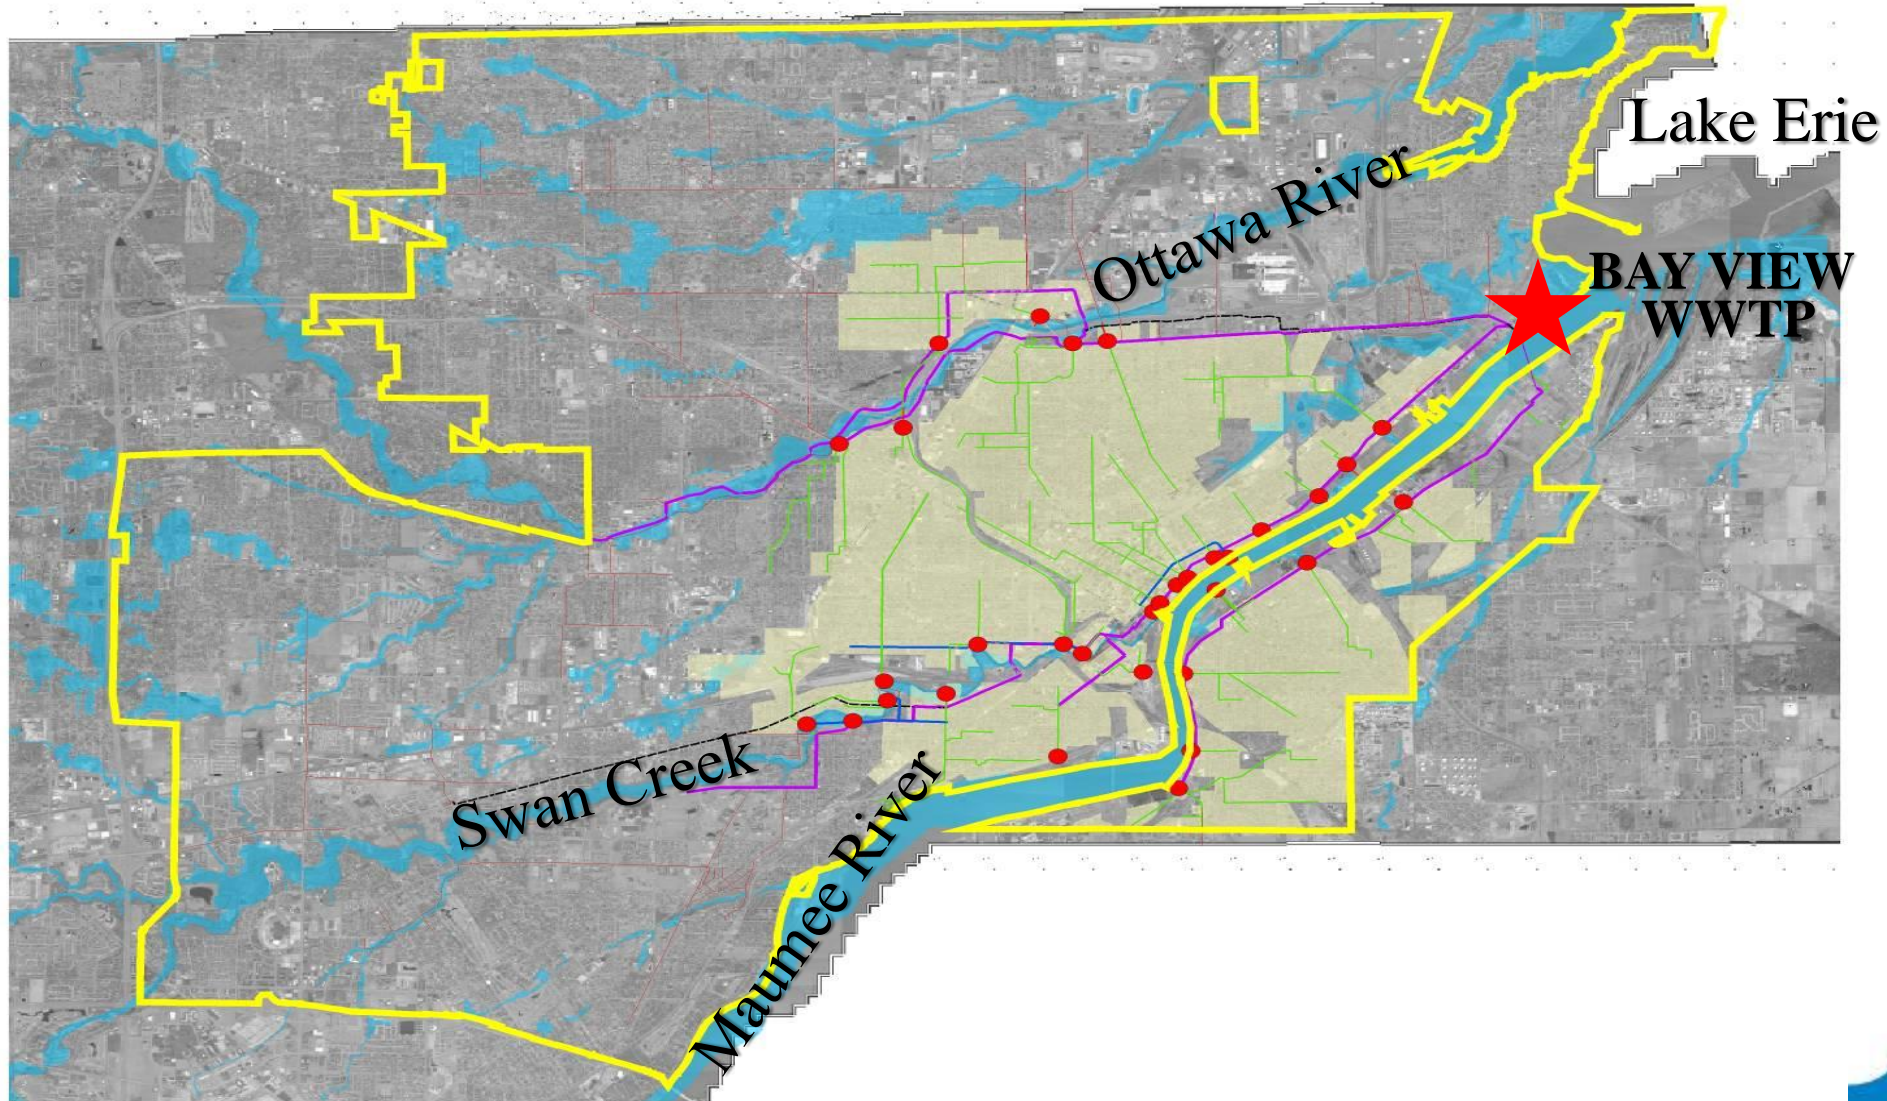 Lake Erie
Ottawa River
BAY VIEW
WWTP
Swan Creek
Maumee River